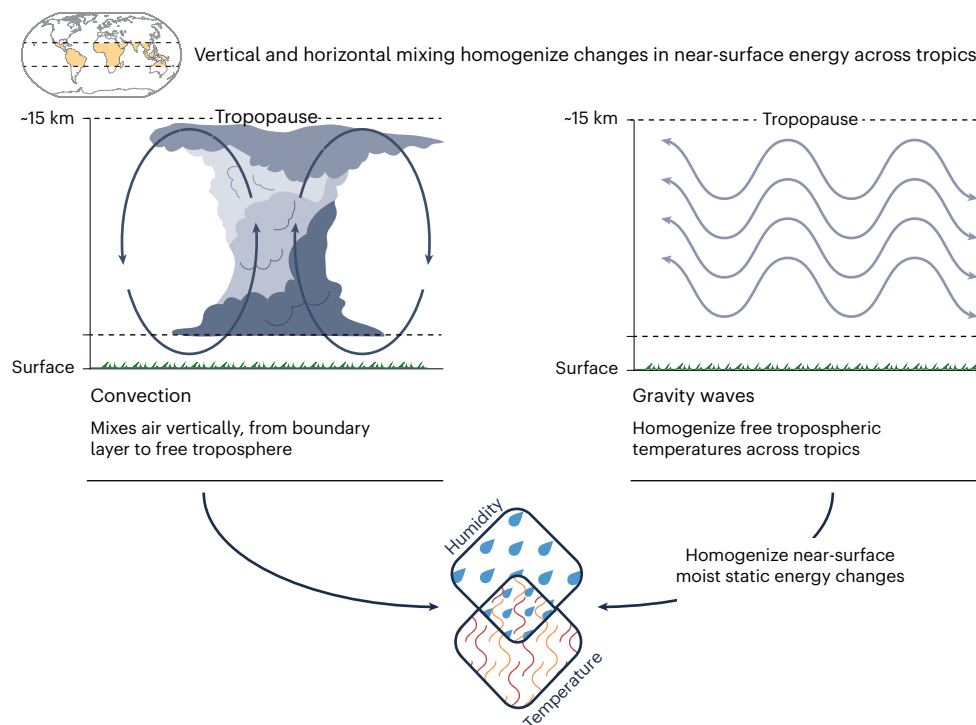 Vertical and horizontal mixing homogenize changes in near-surface energy across tropics
~15 km
Tropopause
Surface
Convection
Mixes air vertically, from boundary
layer to free troposphere
~15 km
Tropopause
Surface
Gravity waves
Homogenize free tropospheric
temperatures across tropics
Humidity
Temperature
Homogenize near-surface
moist static energy changes